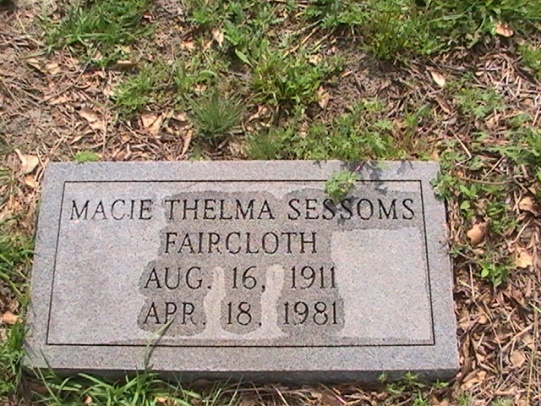 MACIE THELMA SESSOMS
FAIRCLOTH
AUG. 16, 1911
APR. 18, 1981